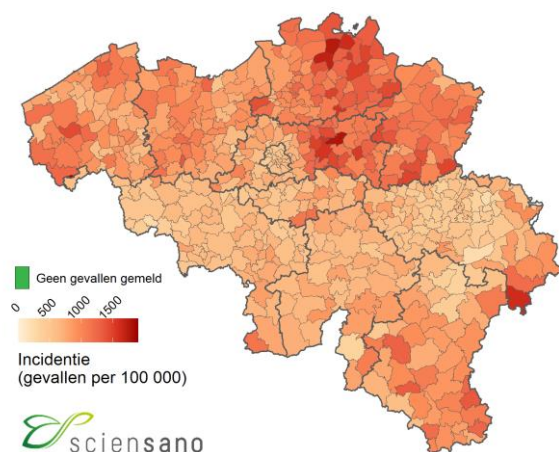 Geen gevallen gemeld
0 500 1000 1500
Incidentie
(gevallen per 100 000)
sciensano